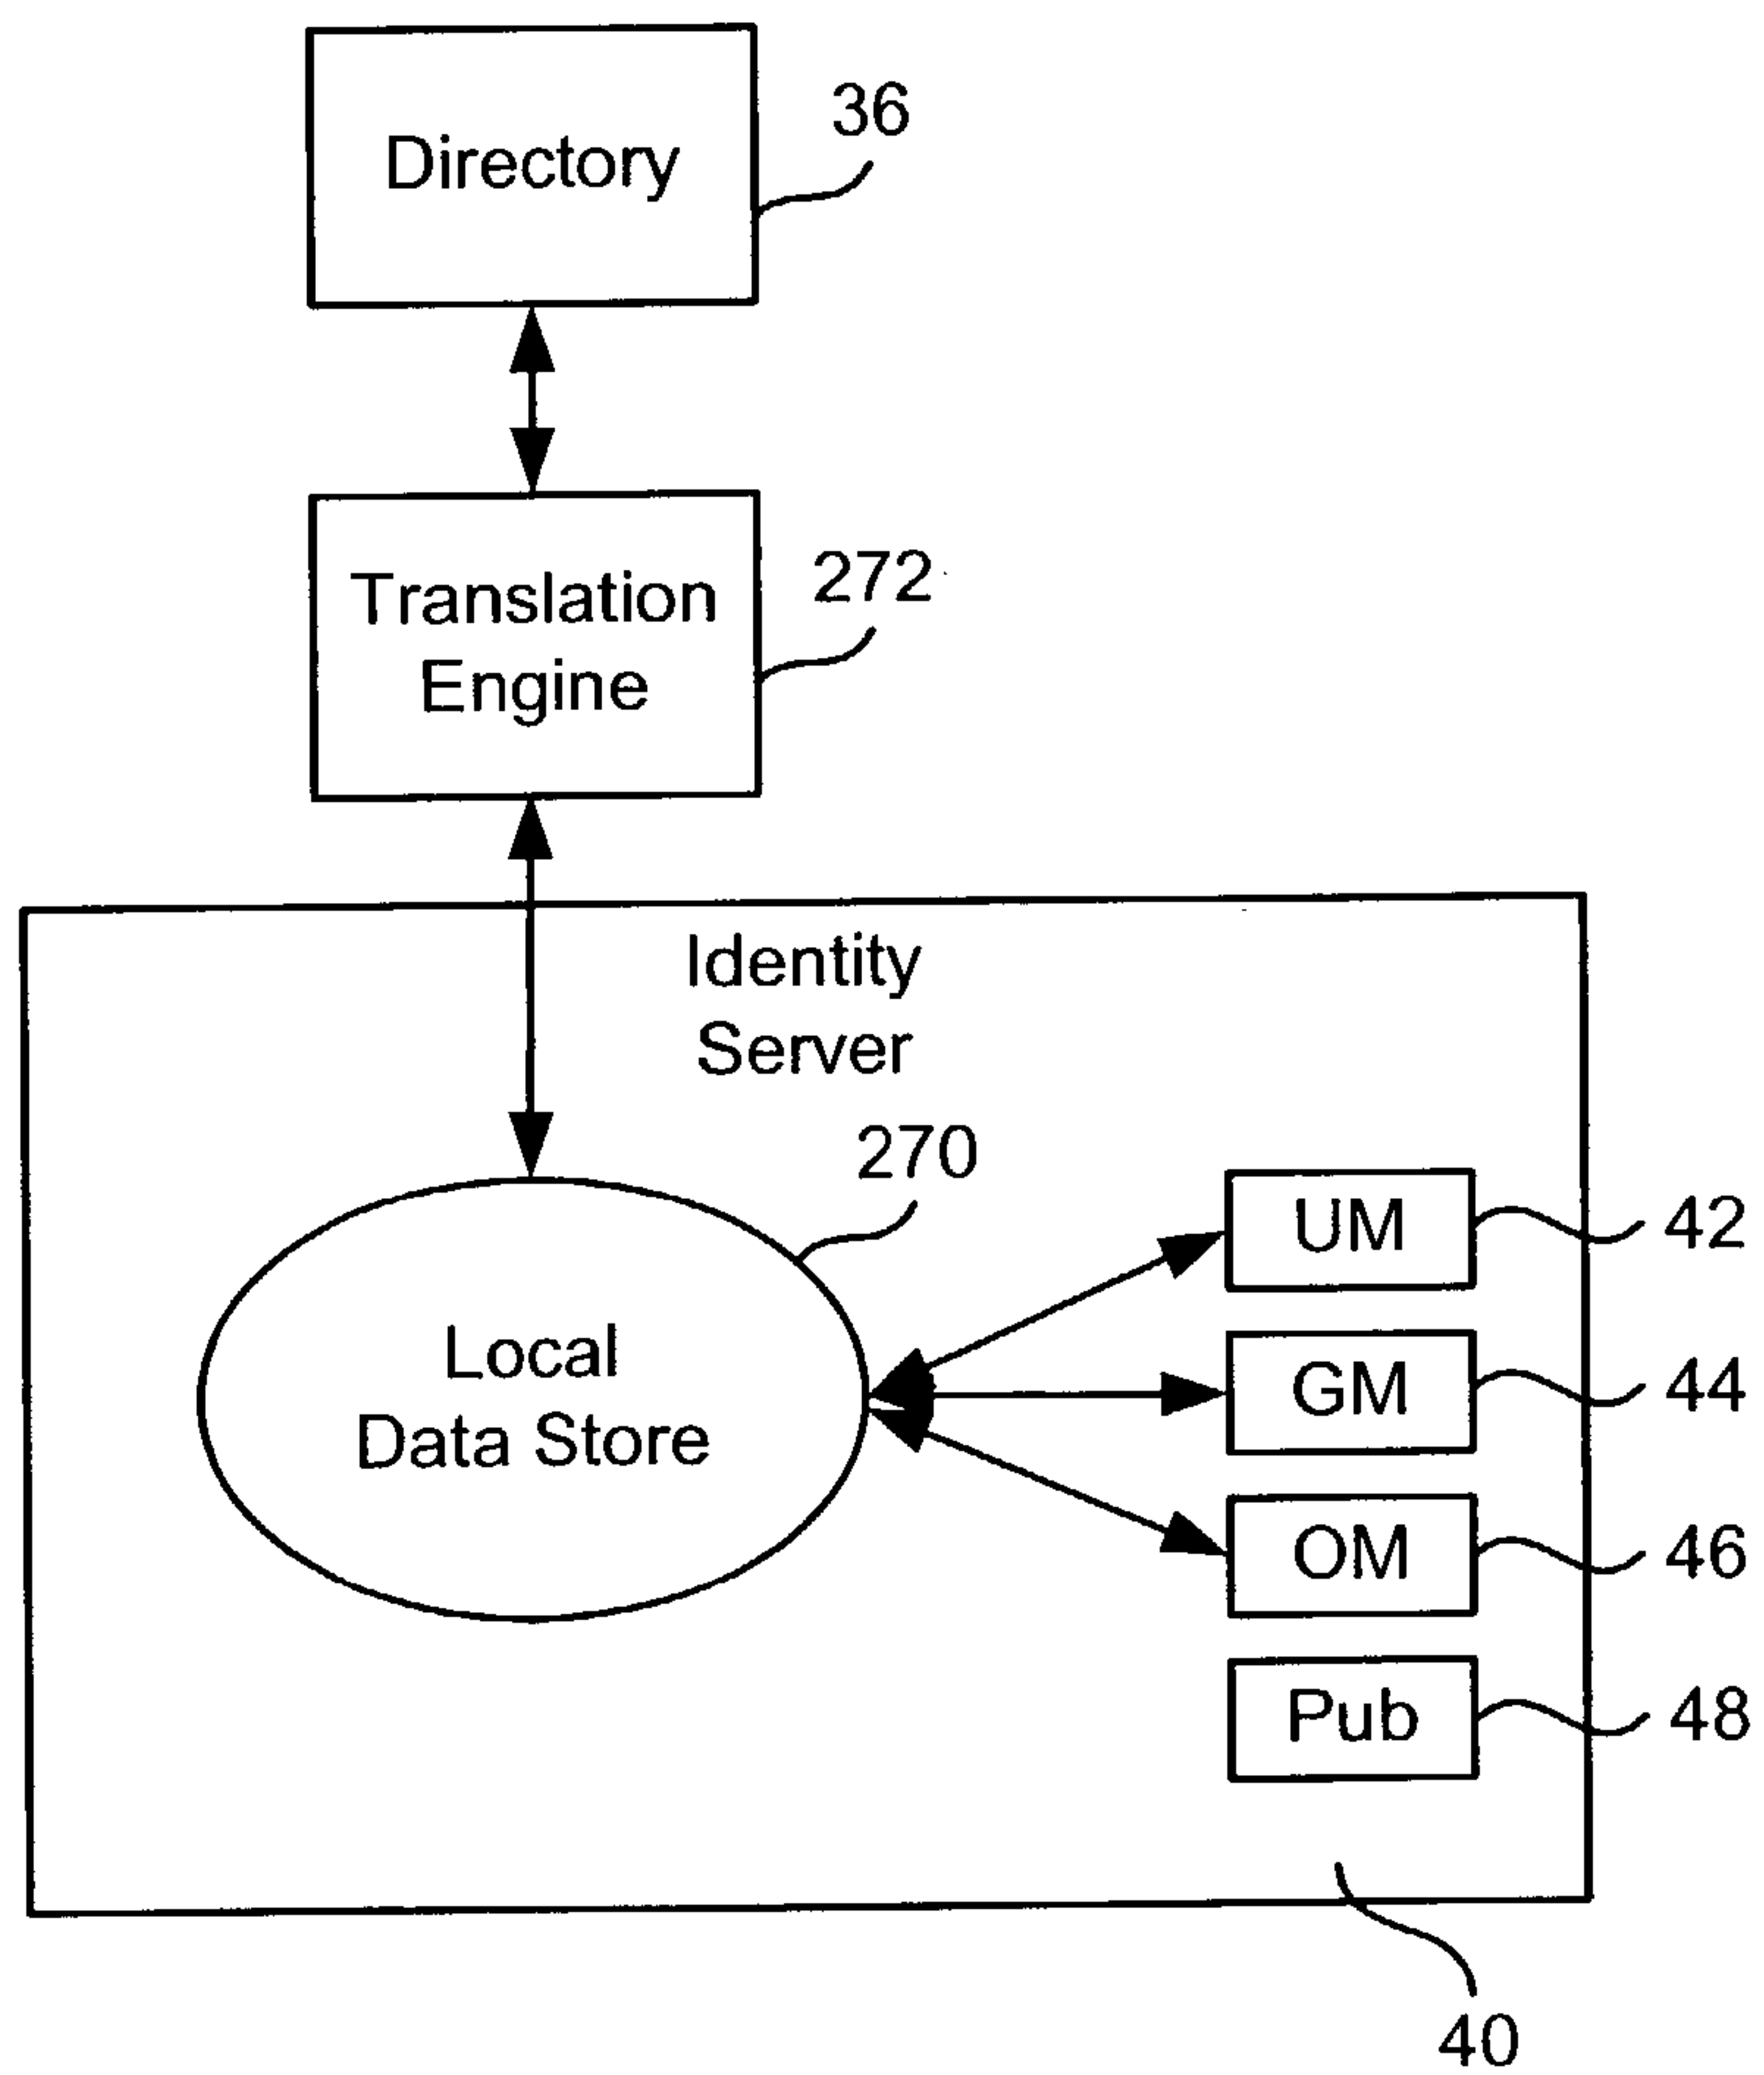 Directory
36
Translation
Engine
272
Identity
Server
270
Local
Data Store
UM
42
GM
44
OM
46
Pub
48
40